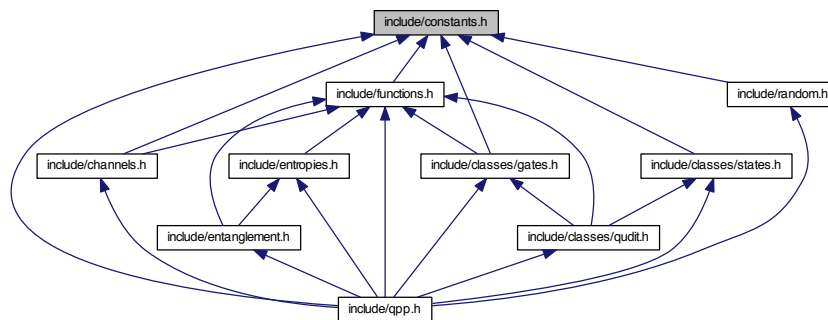 include/constants.h
include/functions.h
include/random.h
include/channels.h
include/entropies.h
include/classes/gates.h
include/classes/states.h
include/entanglement.h
include/classes/qudit.h
include/qpp.h